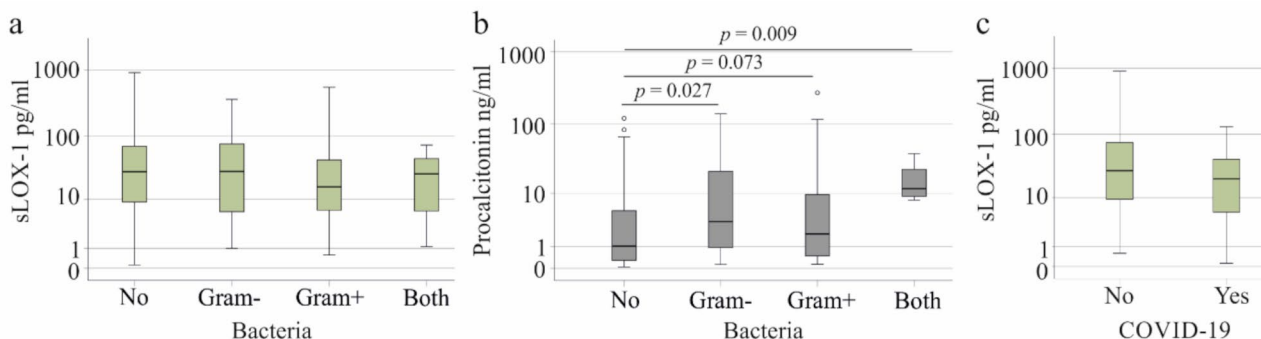 a
sLOX-1 pg/ml
1000
100
10
1
0
No Gram- Gram+ Both
Bacteria
b
Procalcitonin ng/ml
1000
100
10
1
0
p = 0.009
p = 0.073
p = 0.027
No Gram- Gram+ Both
Bacteria
c
sLOX-1 pg/ml
1000
100
10
1
0
No Yes
COVID-19